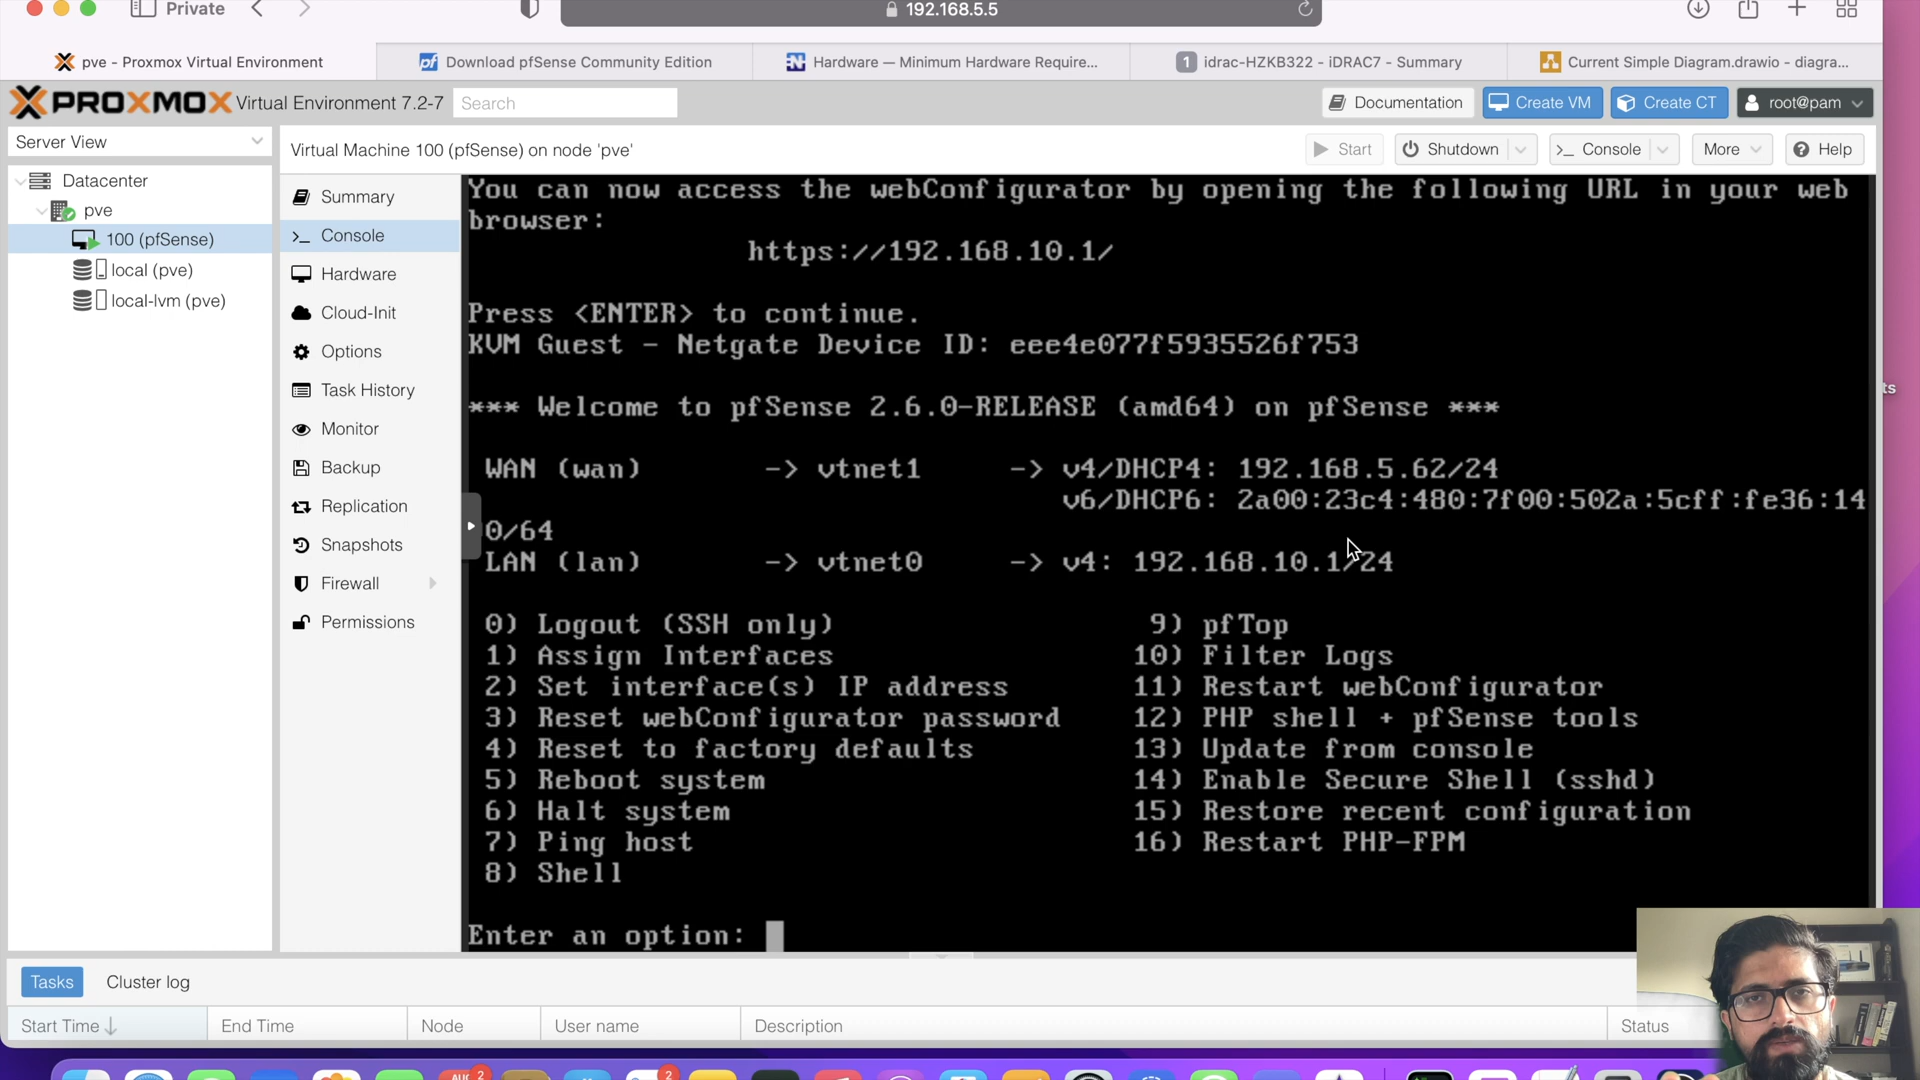 Private
192.168.5.5
pve - Proxmox Virtual Environment
pf Download pfSense Community Edition
N Hardware — Minimum Hardware Require...
1 idrac-HZKB322 - iDRAC7 - Summary
Current Simple Diagram.drawio - diagra...
PROXMOX Virtual Environment 7.2-7
Search
Documentation
Create VM
Create CT
root@pam
Server View
Virtual Machine 100 (pfSense) on node 'pve'
Start
Shutdown
>_ Console
More
Help
Datacenter
pve
100 (pfSense)
local (pve)
local-lvm (pve)
Summary
>_ Console
Hardware
Cloud-Init
Options
Task History
Monitor
Backup
Replication
Snapshots
Firewall
Permissions
You can now access the webConfigurator by opening the following URL in your web
browser:
https://192.168.10.1/
Press <ENTER> to continue.
KVM Guest - Netgate Device ID: eee4e077f5935526f753
*** Welcome to pfSense 2.6.0-RELEASE (amd64) on pfSense ***
WAN (wan) -> vtnet1 -> v4/DHCP4: 192.168.5.62/24
v6/DHCP6: 2a00:23c4:480:7f00:502a:5cff:fe36:14
0/64
LAN (lan) -> vtnet0 -> v4: 192.168.10.1/24
0) Logout (SSH only) 9) pfTop
1) Assign Interfaces 10) Filter Logs
2) Set interface(s) IP address 11) Restart webConfigurator
3) Reset webConfigurator password 12) PHP shell + pfSense tools
4) Reset to factory defaults 13) Update from console
5) Reboot system 14) Enable Secure Shell (sshd)
6) Halt system 15) Restore recent configuration
7) Ping host 16) Restart PHP-FPM
8) Shell
Enter an option:
ts
Tasks
Cluster log
Start Time
End Time
Node
User name
Description
Status
AUG 2
2